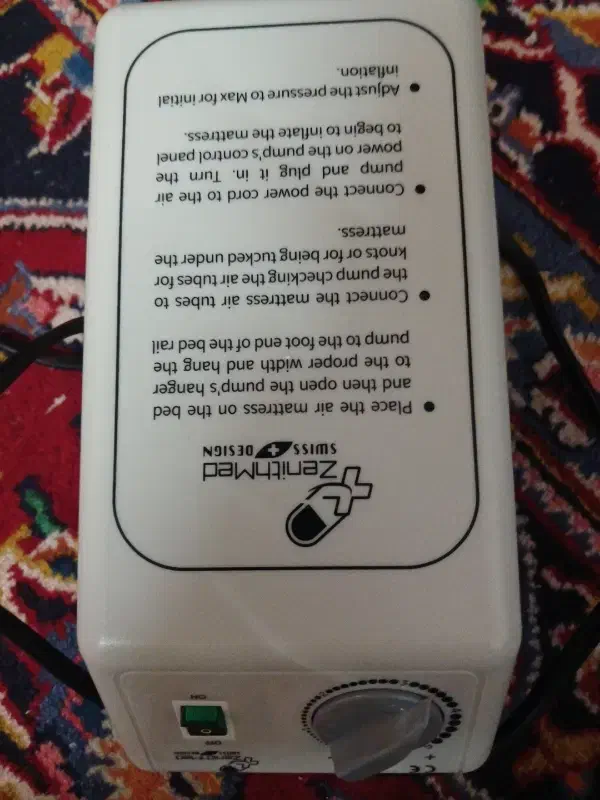 ZenithMed
SWISS DESIGN
• Place the air mattress on the bed
and then open the pump's hanger
to the proper width and hang the
pump to the foot end of the bed rail
• Connect the mattress air tubes to
the pump checking the air tubes for
knots or for being tucked under the
mattress.
• Connect the power cord to the air
pump and plug it in. Turn the
power on the pump's control panel
to begin to inflate the mattress.
• Adjust the pressure to Max for initial
inflation.
CE
+
ZenithMed
ON